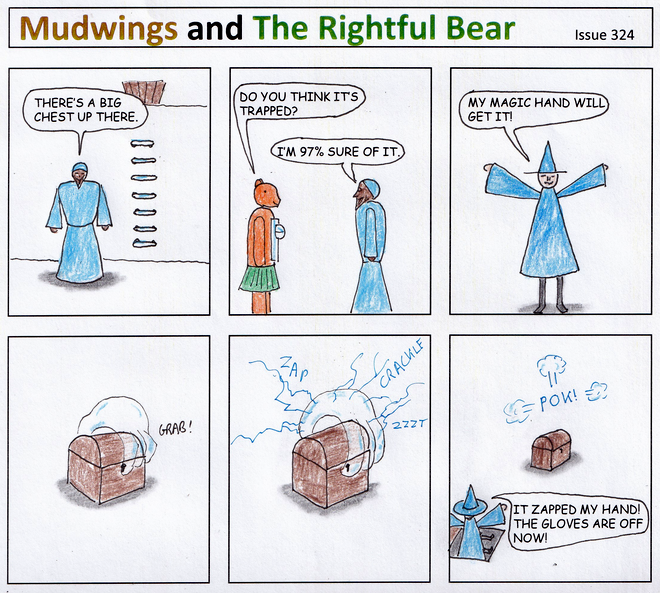 Mudwings and The Rightful Bear
Issue 324
THERE'S A BIG
CHEST UP THERE.
DO YOU THINK IT'S
TRAPPED?
I'M 97% SURE OF IT.
MY MAGIC HAND WILL
GET IT!
GRAB!
ZAP
CRACKLE
ZZZT
POK!
IT ZAPPED MY HAND!
THE GLOVES ARE OFF
NOW!